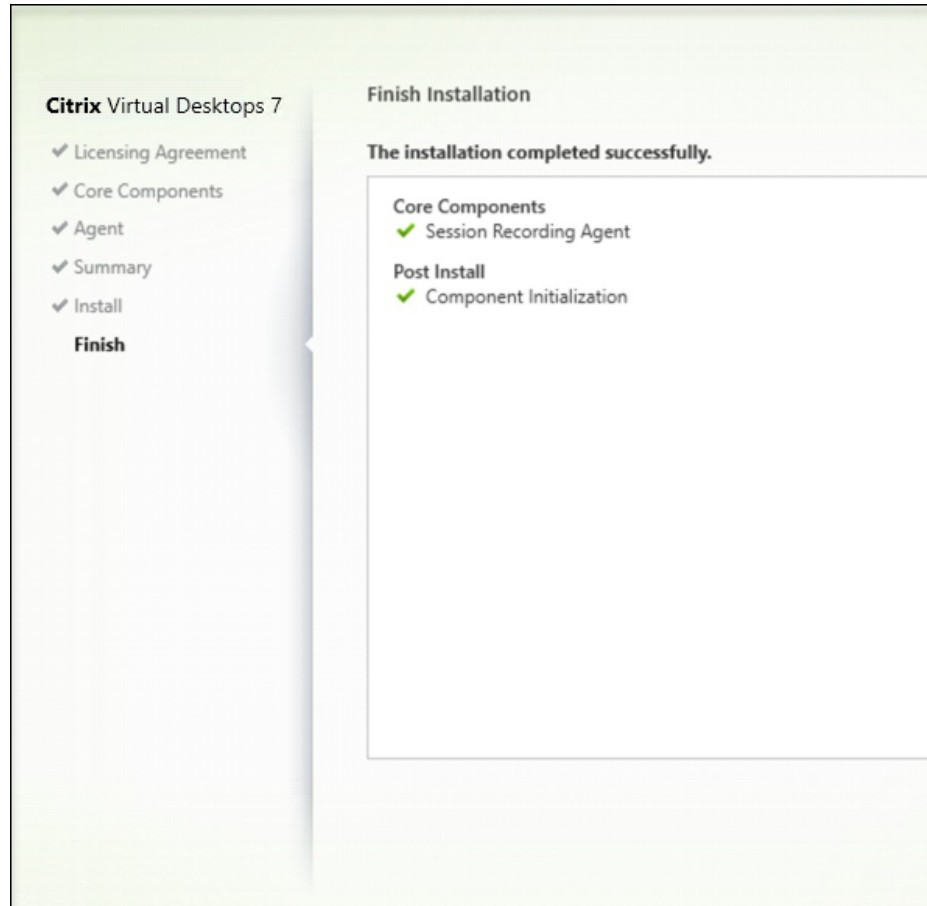 Citrix Virtual Desktops 7
Licensing Agreement
Core Components
Agent
Summary
Install
Finish
Finish Installation
The installation completed successfully.
Core Components
Session Recording Agent
Post Install
Component Initialization